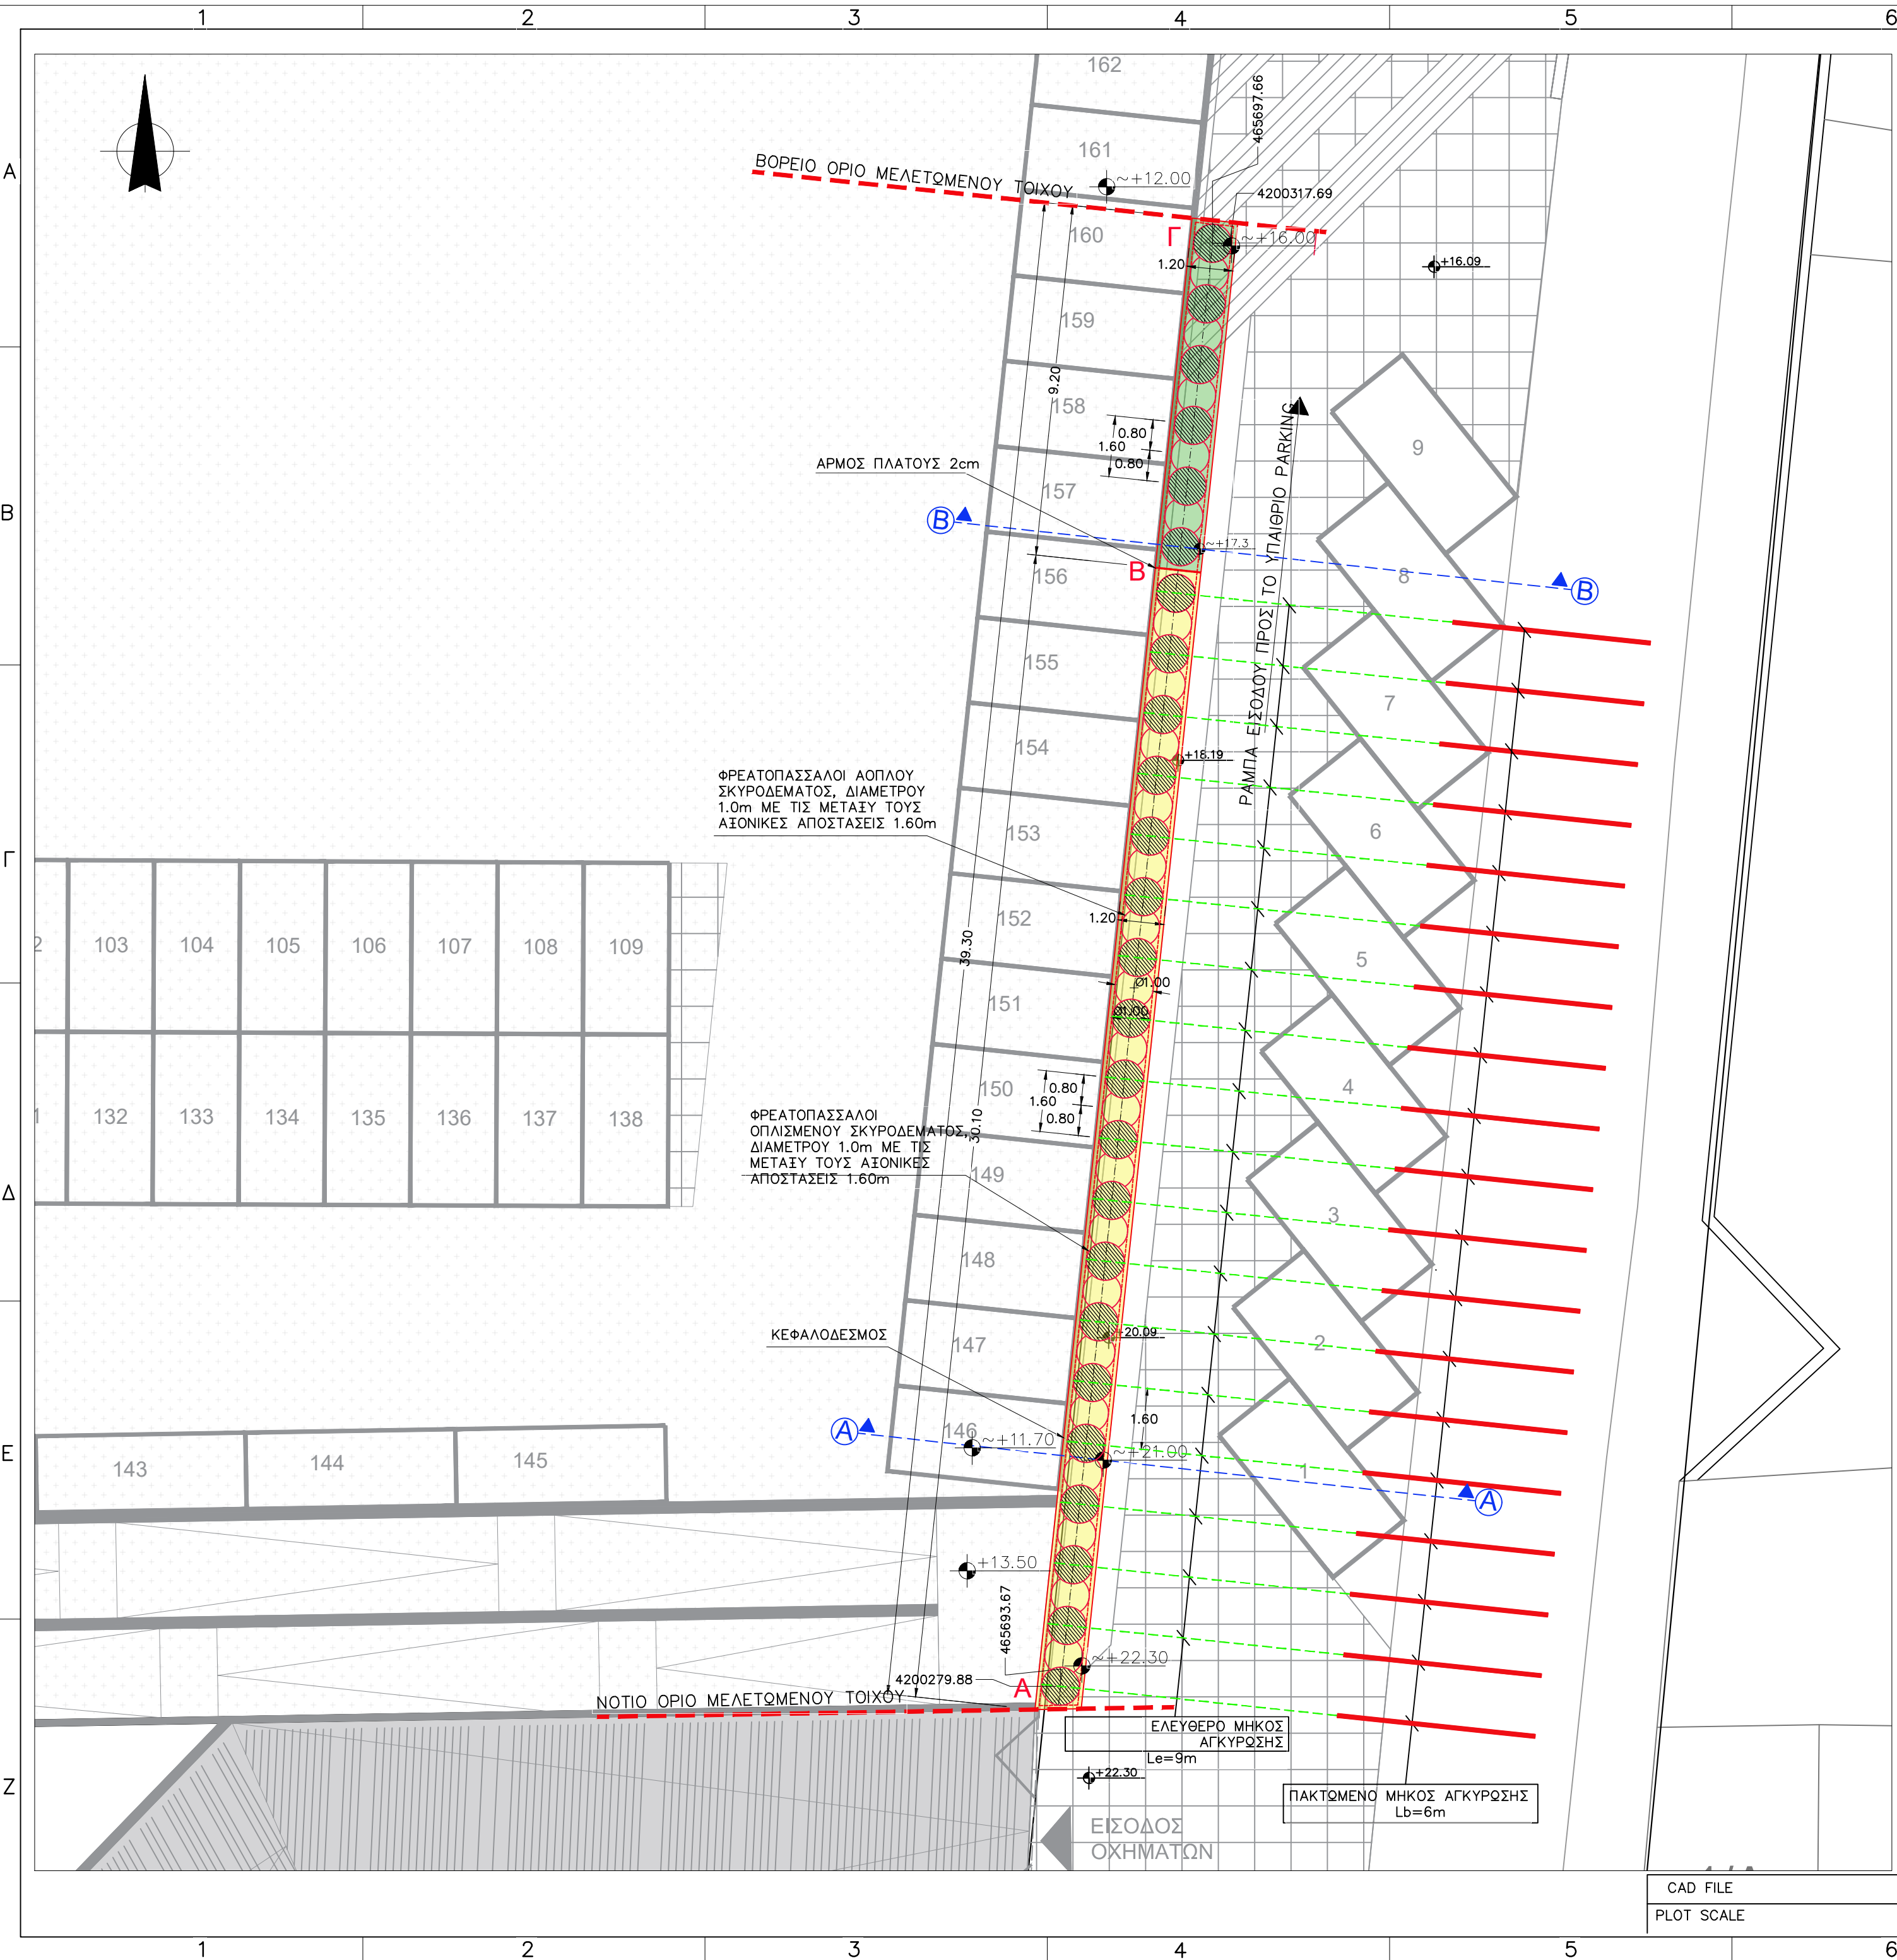 1
2
3
4
5
6
A
B
Γ
Δ
E
Z
162
161
~+12.00
465697.66
ΒΟΡΕΙΟ ΟΡΙΟ ΜΕΛΕΤΩΜΕΝΟΥ ΤΟΙΧΟΥ
4200317.69
160
Γ
~+16.00
+16.09
1.20
159
9.20
158
0.80
1.60
0.80
ΑΡΜΟΣ ΠΛΑΤΟΥΣ 2cm
157
B
~+17.3
B
156
B
9
8
ΡΑΜΠΑ ΕΙΣΟΔΟΥ ΠΡΟΣ ΤΟ ΥΠΑΙΘΡΙΟ PARKING
155
7
154
+18.19
ΦΡΕΑΤΟΠΑΣΣΑΛΟΙ ΑΟΠΛΟΥ
ΣΚΥΡΟΔΕΜΑΤΟΣ, ΔΙΑΜΕΤΡΟΥ
1.0m ΜΕ ΤΙΣ ΜΕΤΑΞΥ ΤΟΥΣ
ΑΞΟΝΙΚΕΣ ΑΠΟΣΤΑΣΕΙΣ 1.60m
153
6
152
1.20
39.30
5
2
103
104
105
106
107
108
109
151
Ø1.00
Ø1.00
150
0.80
1.60
0.80
4
30.10
1
132
133
134
135
136
137
138
ΦΡΕΑΤΟΠΑΣΣΑΛΟΙ
ΟΠΛΙΣΜΕΝΟΥ ΣΚΥΡΟΔΕΜΑΤΟΣ,
ΔΙΑΜΕΤΡΟΥ 1.0m ΜΕ ΤΙΣ
ΜΕΤΑΞΥ ΤΟΥΣ ΑΞΟΝΙΚΕΣ
ΑΠΟΣΤΑΣΕΙΣ 1.60m
149
3
148
ΚΕΦΑΛΟΔΕΣΜΟΣ
147
+20.09
2
1.60
A
146
~+11.70
~+21.00
1
A
143
144
145
+13.50
465693.67
~+22.30
4200279.88
A
ΝΟΤΙΟ ΟΡΙΟ ΜΕΛΕΤΩΜΕΝΟΥ ΤΟΙΧΟΥ
ΕΛΕΥΘΕΡΟ ΜΗΚΟΣ
ΑΓΚΥΡΩΣΗΣ
Le=9m
+22.30
ΠΑΚΤΩΜΕΝΟ ΜΗΚΟΣ ΑΓΚΥΡΩΣΗΣ
Lb=6m
ΕΙΣΟΔΟΣ
ΟΧΗΜΑΤΩΝ
CAD FILE
PLOT SCALE
1
2
3
4
5
6